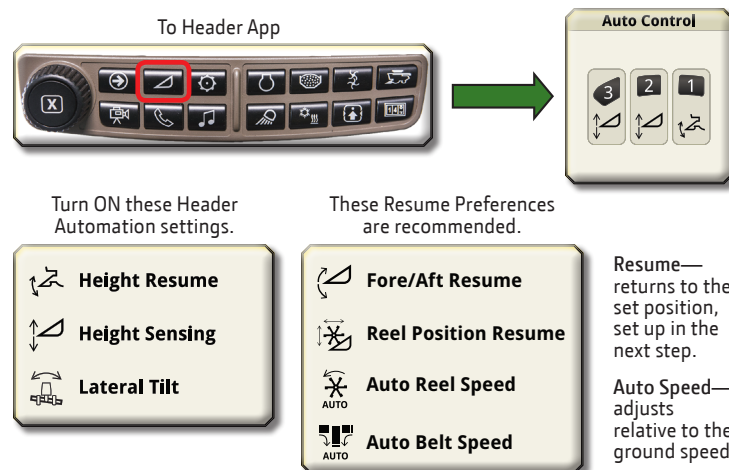 To Header App
Auto Control
X
3
2
1
Turn ON these Header
Automation settings.
Height Resume
Height Sensing
Lateral Tilt
These Resume Preferences
are recommended.
Fore/Aft Resume
Reel Position Resume
AUTO
Auto Reel Speed
AUTO
Auto Belt Speed
Resume—
returns to the
set position,
set up in the
next step.
Auto Speed—
adjusts
relative to the
ground speed